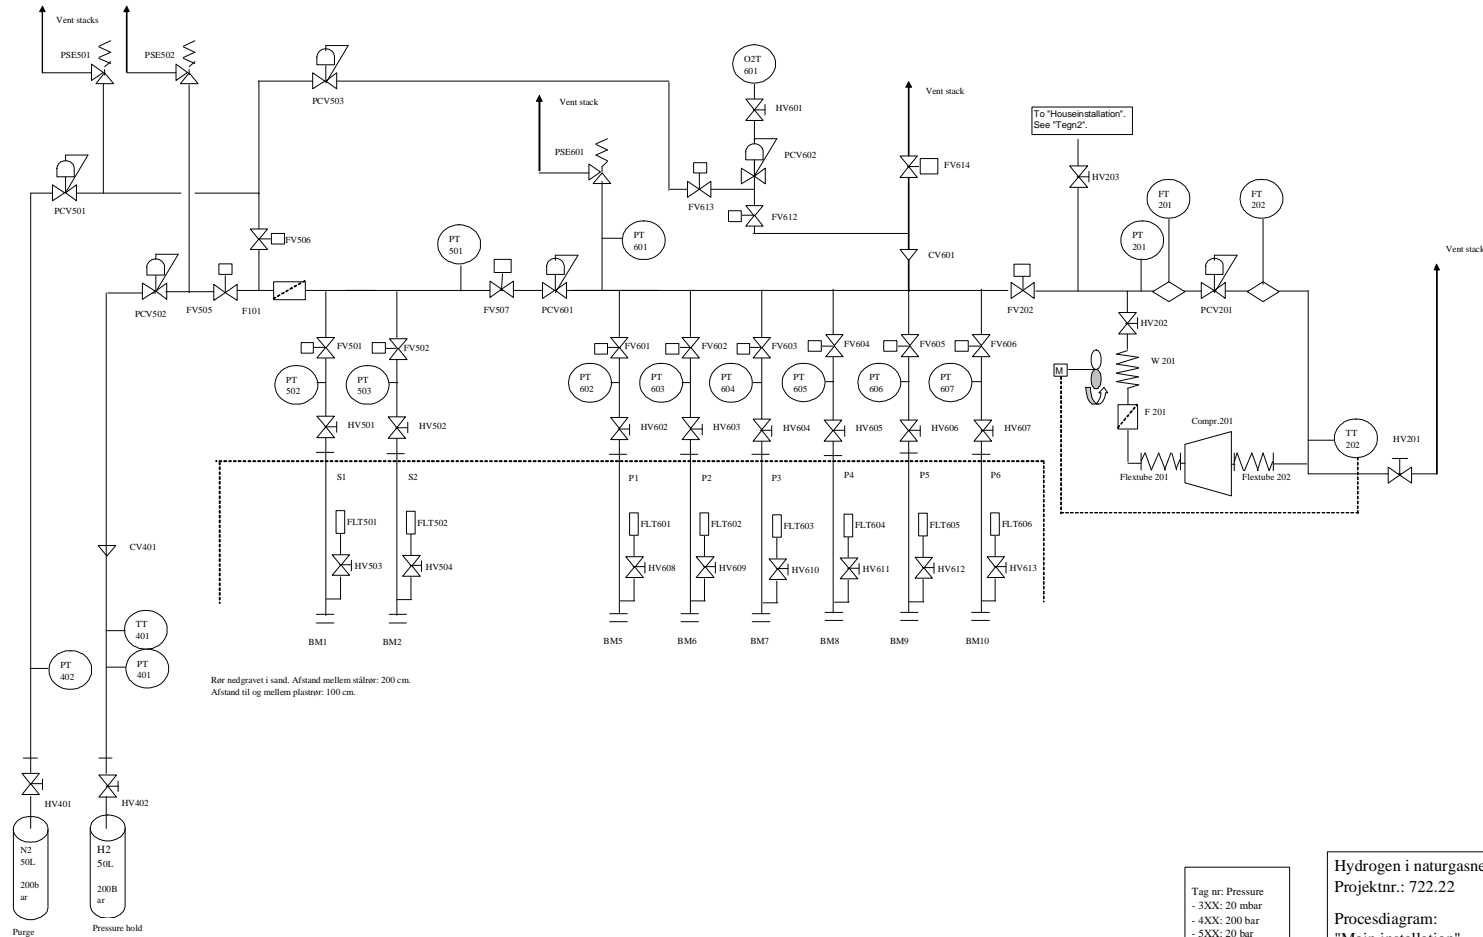 Vent stacks
PSE501
PSE502
PCV503
O2T
601
HV601
Vent stack
Vent stack
To "Houseinstallation".
See "Tegn2".
PSE601
PCV602
FV614
HV203
FT
201
FT
202
PCV501
FV613
FV612
FV506
PT
501
PT
601
PT
201
CV601
Vent stack
PCV502
FV505
F101
FV507
PCV601
FV202
PCV201
HV202
FV501
FV502
FV601
FV602
FV603
FV604
FV605
FV606
W 201
M
PT
502
PT
503
PT
602
PT
603
PT
604
PT
605
PT
606
PT
607
F 201
Compr.201
HV501
HV502
HV602
HV603
HV604
HV605
HV606
HV607
TT
202
HV201
S1
S2
P1
P2
P3
P4
P5
P6
Flextube 201
Flextube 202
FLT501
FLT502
FLT601
FLT602
FLT603
FLT604
FLT605
FLT606
CV401
HV503
HV504
HV608
HV609
HV610
HV611
HV612
HV613
TT
401
BM1
BM2
BM5
BM6
BM7
BM8
BM9
BM10
PT
402
PT
401
Rør nedgravet i sand. Afstand mellem stålrør: 200 cm.
Afstand til og mellem plastrør: 100 cm.
HV401
HV402
N2
50L
200b
ar
H2
50L
200B
ar
Purge
Pressure hold
Tag nr: Pressure
- 3XX: 20 mbar
- 4XX: 200 bar
- 5XX: 20 bar
Hydrogen i naturgasne
Projektnr.: 722.22
Procesdiagram:
"Main installation"